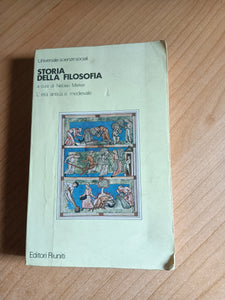 Universale scienze sociali
STORIA
DELLA FILOSOFIA
a cura di Nicolao Merker
L'età antica e medievale
Editori Riuniti